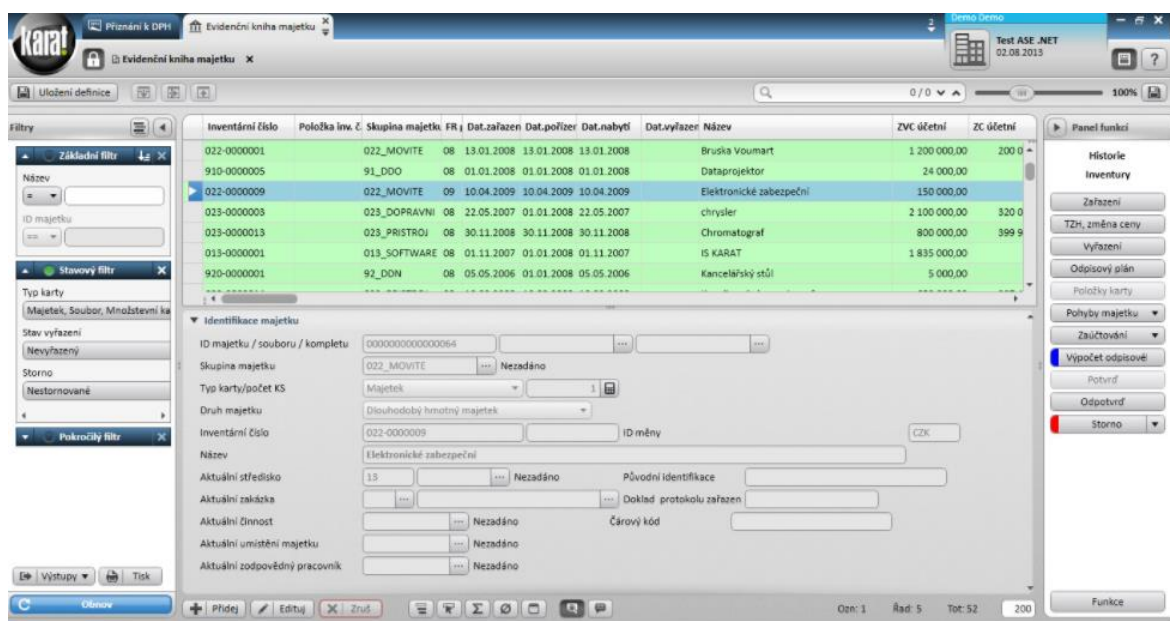 karat
Přiznání k DPH
Evidenční kniha majetku
2
Demo Demo
Test ASE .NET
02.08.2013
Evidenční kniha majetku
?
Uložení definice
0/0
100%
Filtry
Základní filtr
Název
=
ID majetku
==
Stavový filtr
Typ karty
Majetek, Soubor, Množstevní ka
Stav vyřazení
Nevyřazený
Storno
Nestornované
Pokročilý filtr
Výstupy
Tisk
Obnov
Inventární číslo Položka inv. č. Skupina majetku FR Dat.zařazen Dat.pořízen Dat.nabytí Dat.vyřazen Název ZVC účetní ZC účetní
022-0000001 022_MOVITE 08 13.01.2008 13.01.2008 13.01.2008 Bruska Voumart 1 200 000,00 200 0
910-0000005 91_DDO 08 01.01.2008 01.01.2008 01.01.2008 Dataprojektor 24 000,00
022-0000009 022_MOVITE 09 10.04.2009 10.04.2009 10.04.2009 Elektronické zabezpeční 150 000,00
023-0000003 023_DOPRAVNI 08 22.05.2007 01.01.2008 22.05.2007 chrysler 2 100 000,00 320 0
023-0000013 023_PRISTROJ 08 30.11.2008 30.11.2008 30.11.2008 Chromatograf 800 000,00 399 9
013-0000001 013_SOFTWARE 08 01.11.2007 01.01.2008 01.11.2007 IS KARAT 1 835 000,00
920-0000001 92_DDN 08 05.05.2006 01.01.2008 05.05.2006 Kancelářský stůl 5 000,00
Identifikace majetku
ID majetku / souboru / kompletu 0000000000000064
Skupina majetku 022_MOVITE Nezadáno
Typ karty/počet KS Majetek 1
Druh majetku Dlouhodobý hmotný majetek
Inventární číslo 022-0000009 ID měny CZK
Název Elektronické zabezpeční
Aktuální středisko 13 Nezadáno Původní identifikace
Aktuální zakázka Doklad protokolu zařazen
Aktuální činnost Nezadáno Čárový kód
Aktuální umístění majetku Nezadáno
Aktuální zodpovědný pracovník Nezadáno
Přidej
Edituj
Zruš
Ozn: 1 Řad: 5 Tot: 52 200
Panel funkcí
Historie
Inventury
Zařazení
TZH, změna ceny
Vyřazení
Odpisový plán
Položky karty
Pohyby majetku
Zaúčtování
Výpočet odpisové
Potvrď
Odpotvrď
Storno
Funkce